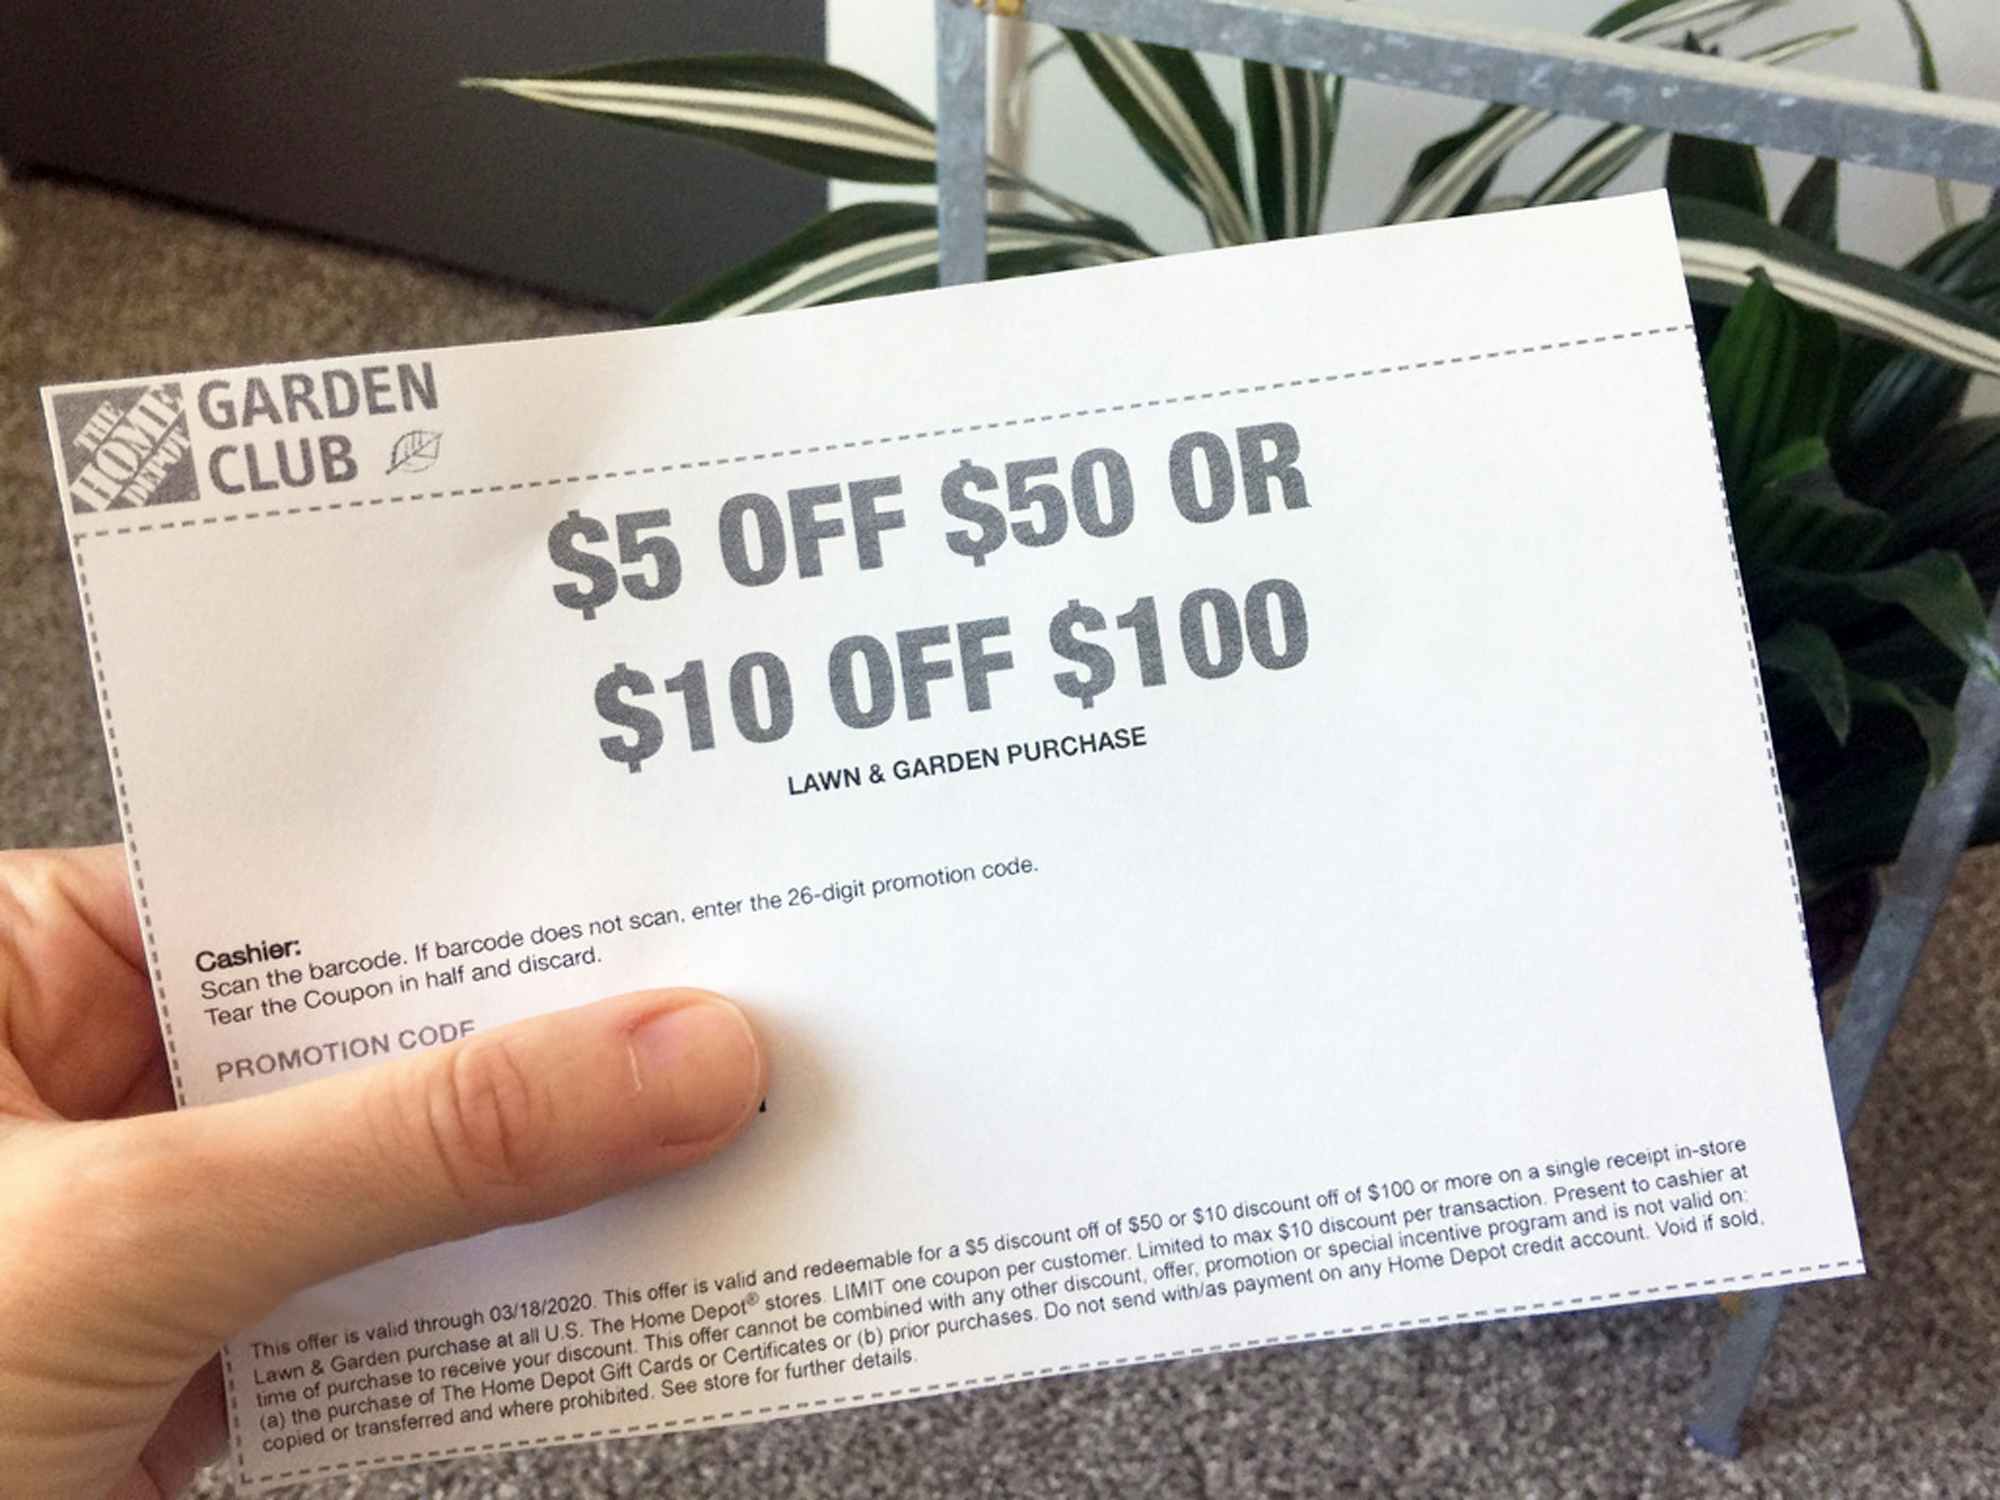 THE
HOME
DEPOT
GARDEN
CLUB
$5 OFF $50 OR
$10 OFF $100
LAWN & GARDEN PURCHASE
Cashier:
Scan the barcode. If barcode does not scan, enter the 26-digit promotion code.
Tear the Coupon in half and discard.
PROMOTION CODE
This offer is valid through 03/18/2020. This offer is valid and redeemable for a $5 discount off of $50 or $10 discount off of $100 or more on a single receipt in-store
Lawn & Garden purchase at all U.S. The Home Depot® stores. LIMIT one coupon per customer. Limited to max $10 discount per transaction. Present to cashier at
time of purchase to receive your discount. This offer cannot be combined with any other discount, offer, promotion or special incentive program and is not valid on:
(a) the purchase of The Home Depot Gift Cards or Certificates or (b) prior purchases. Do not send with/as payment on any Home Depot credit account. Void if sold,
copied or transferred and where prohibited. See store for further details.